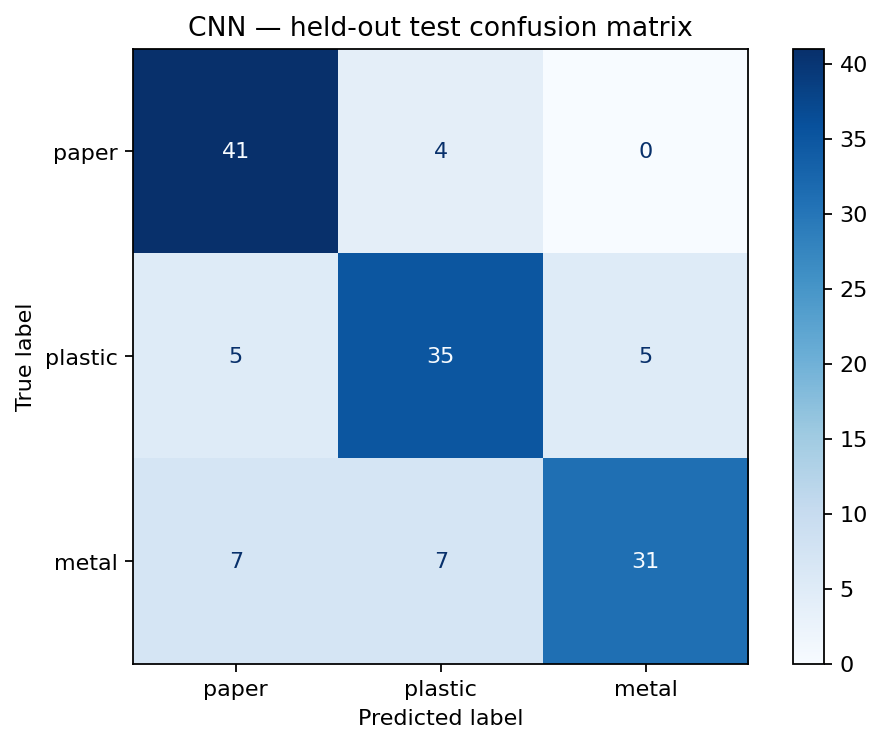 CNN — held-out test confusion matrix
True label
paper
plastic
metal
41 4 0
5 35 5
7 7 31
paper plastic metal
Predicted label
40
35
30
25
20
15
10
5
0